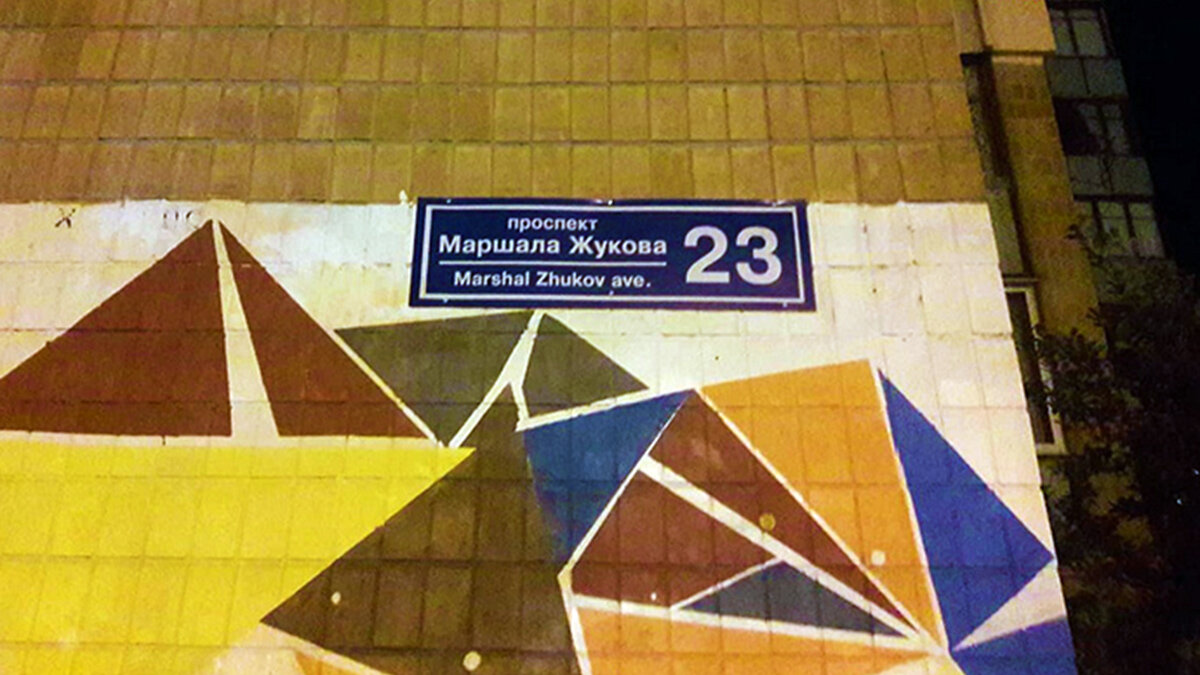 проспект
Маршала Жукова
Marshal Zhukov ave.
23